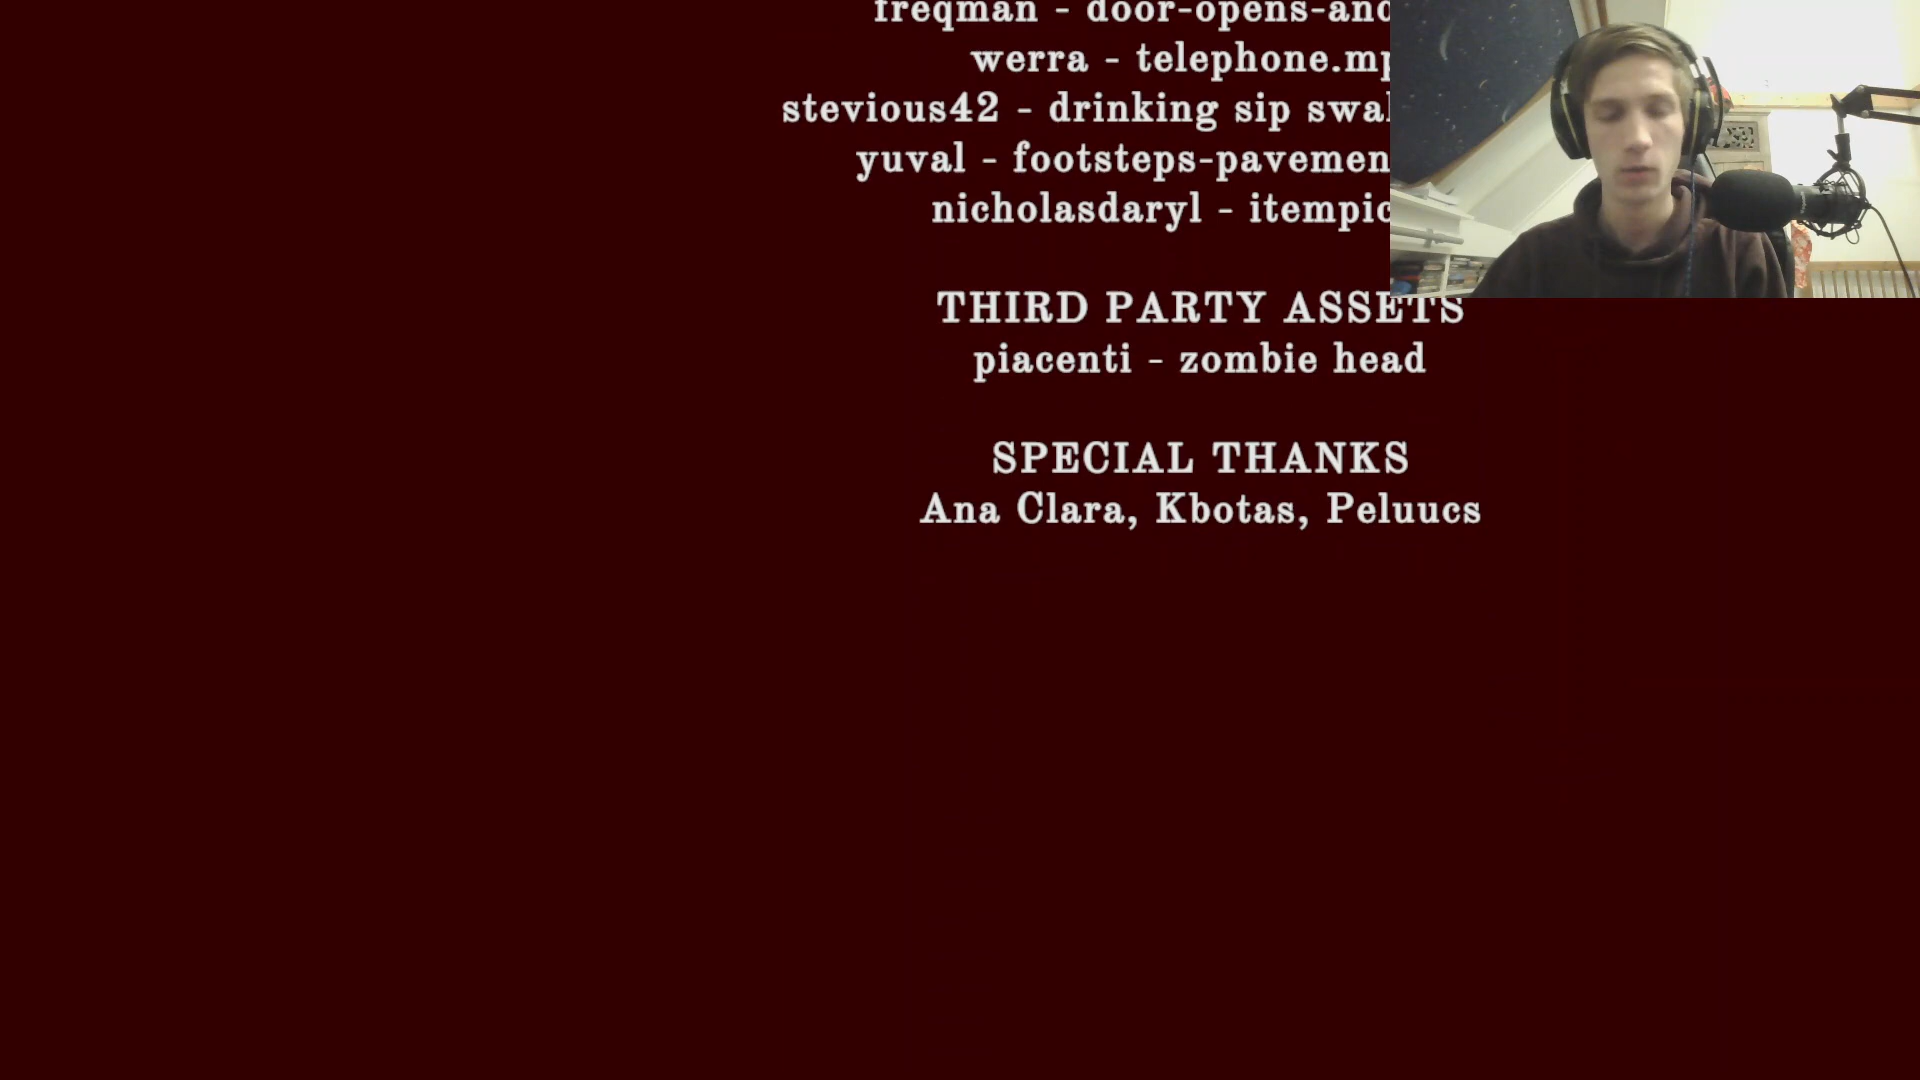 freqman - door-opens-and
werra - telephone.mp
stevious42 - drinking sip swal
yuval - footsteps-pavemen
nicholasdaryl - itempic
THIRD PARTY ASSETS
piacenti - zombie head
SPECIAL THANKS
Ana Clara, Kbotas, Peluucs